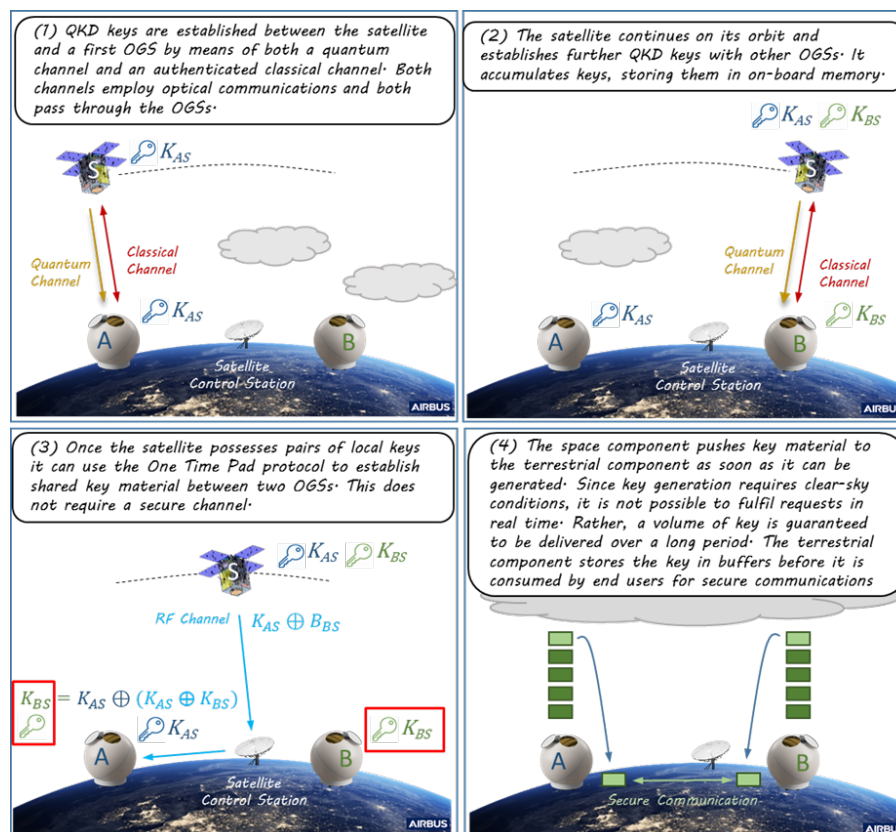 (1) QKD keys are established between the satellite
and a first OGS by means of both a quantum
channel and an authenticated classical channel. Both
channels employ optical communications and both
pass through the OGSs.
S
K_AS
Quantum
Channel
Classical
Channel
K_AS
A
B
Satellite
Control Station
AIRBUS
(2) The satellite continues on its orbit and
establishes further QKD keys with other OGSs. It
accumulates keys, storing them in on-board memory.
K_AS K_BS
S
Quantum
Channel
Classical
Channel
K_AS
K_BS
A
B
Satellite
Control Station
AIRBUS
(3) Once the satellite possesses pairs of local keys
it can use the One Time Pad protocol to establish
shared key material between two OGSs. This does
not require a secure channel.
S
K_AS K_BS
RF Channel
K_AS ⊕ B_BS
K_BS = K_AS ⊕ (K_AS ⊕ K_BS)
K_AS
K_BS
A
B
Satellite
Control Station
AIRBUS
(4) The space component pushes key material to
the terrestrial component as soon as it can be
generated. Since key generation requires clear-sky
conditions, it is not possible to fulfil requests in
real time. Rather, a volume of key is guaranteed
to be delivered over a long period. The terrestrial
component stores the key in buffers before it is
consumed by end users for secure communications
A
B
Secure Communication
AIRBUS